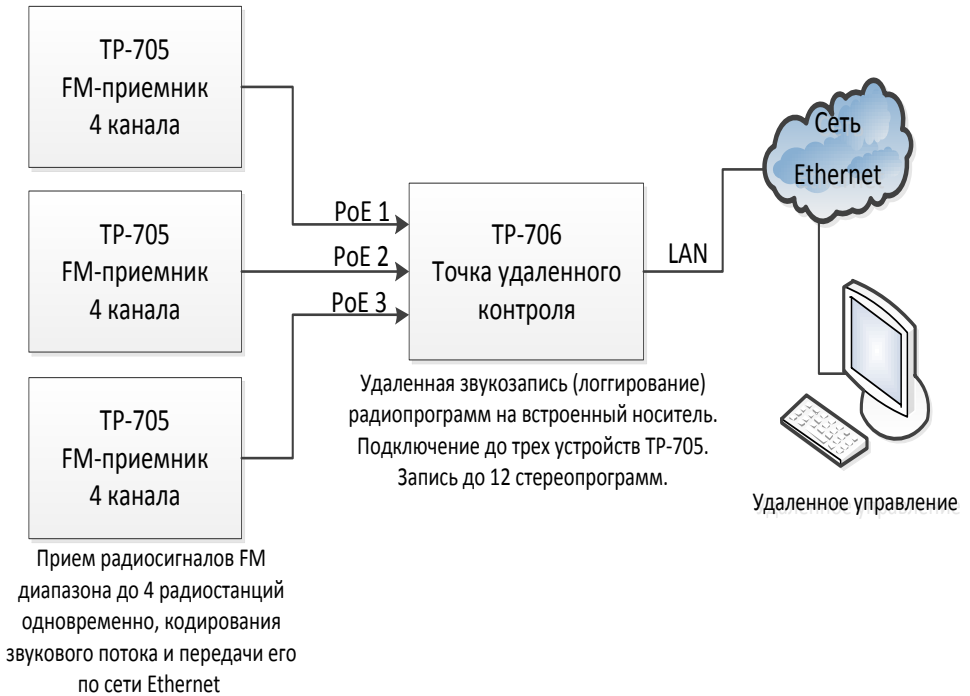 ТР-705
FM-приемник
4 канала
ТР-705
FM-приемник
4 канала
ТР-705
FM-приемник
4 канала
Прием радиосигналов FM
диапазона до 4 радиостанций
одновременно, кодирования
звукового потока и передачи его
по сети Ethernet
PoE 1
PoE 2
PoE 3
ТР-706
Точка удаленного
контроля
Удаленная звукозапись (логгирование)
радиопрограмм на встроенный носитель.
Подключение до трех устройств ТР-705.
Запись до 12 стереопрограмм.
LAN
Сеть
Ethernet
Удаленное управление